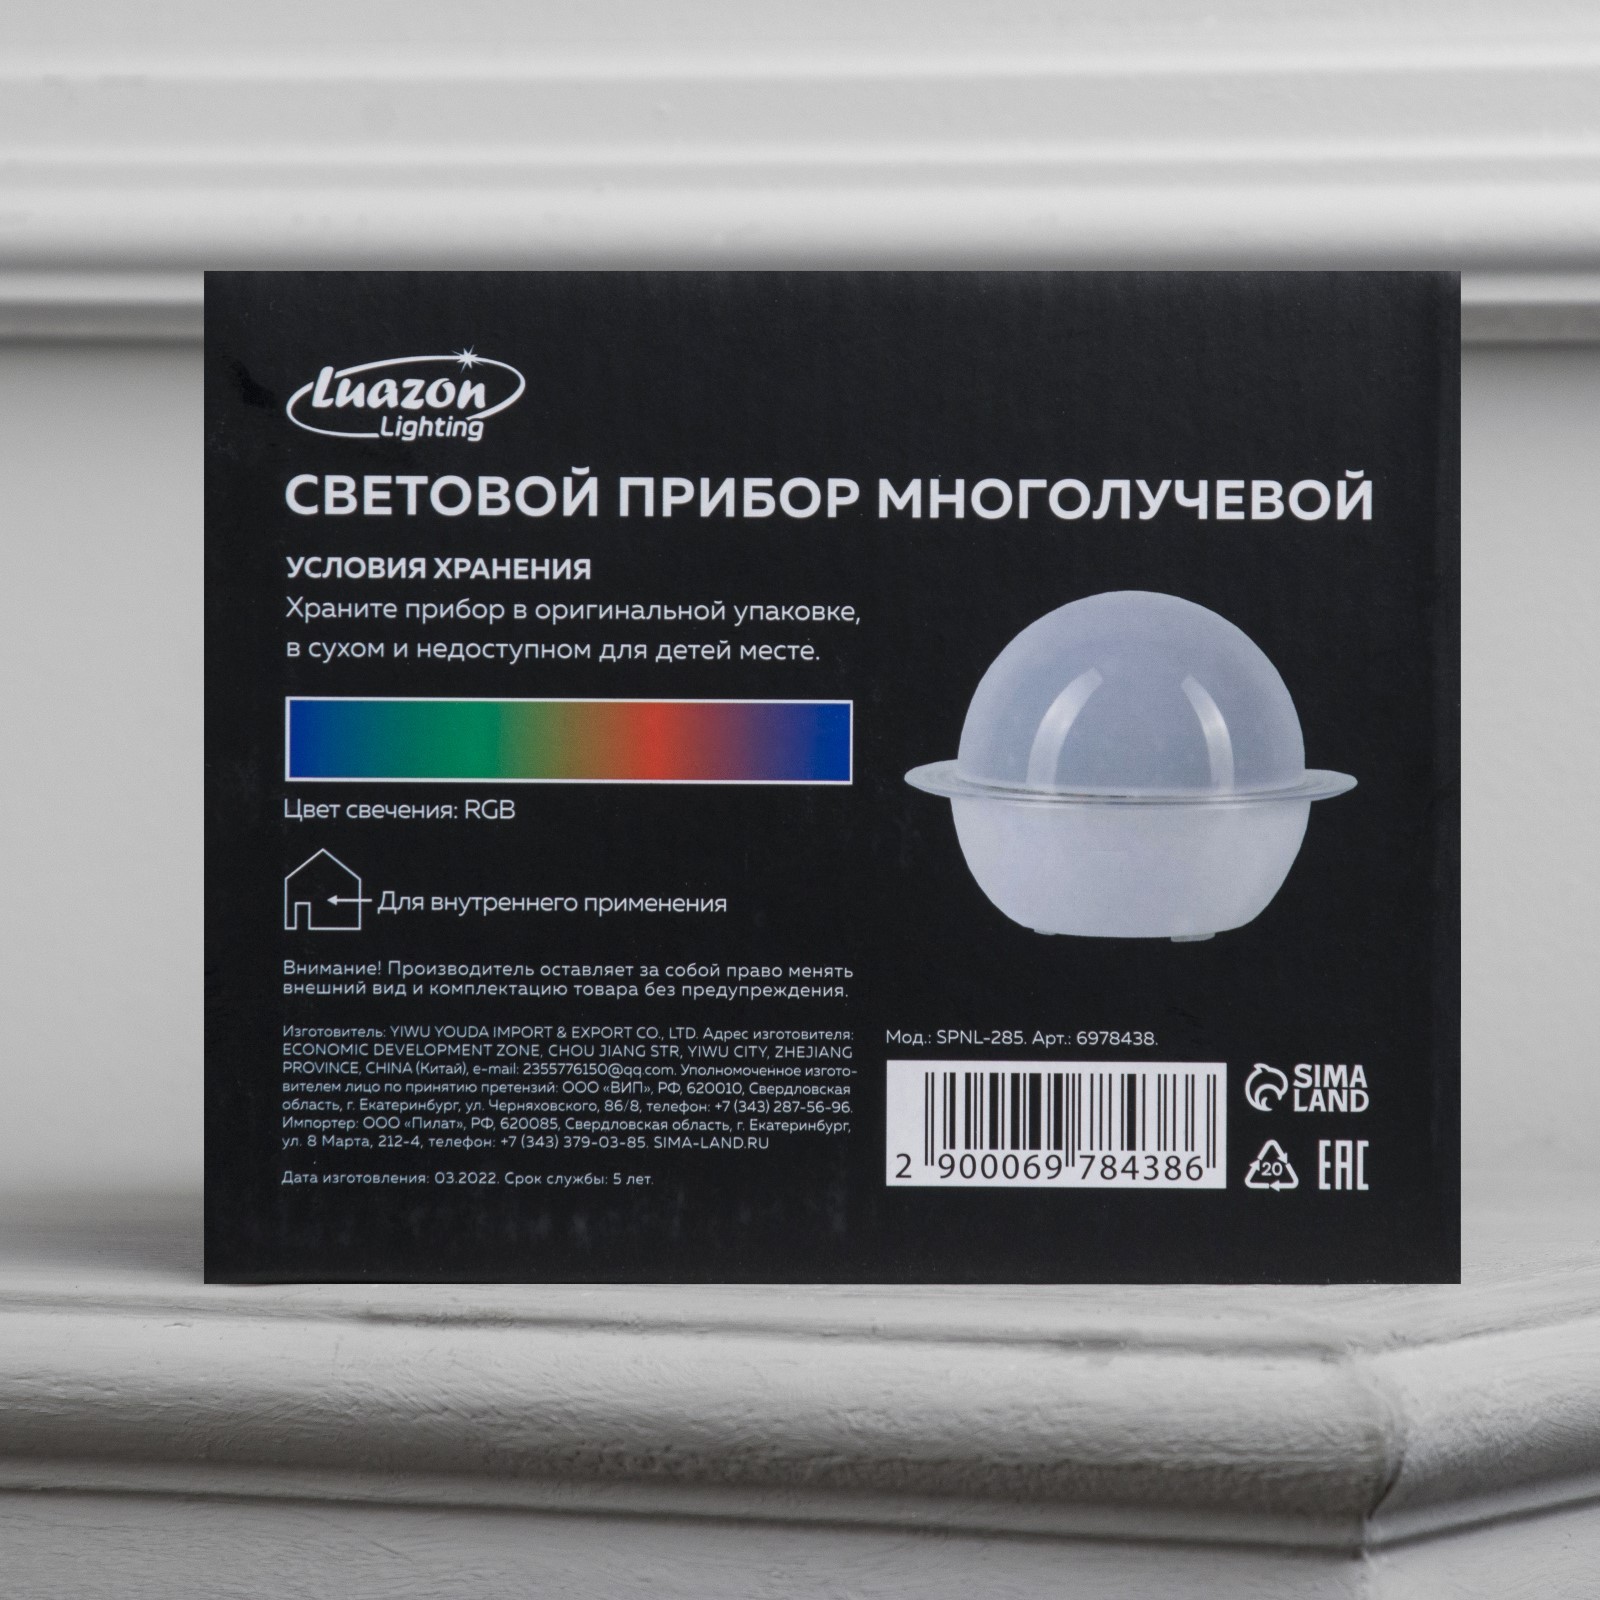 Luazon
Lighting
СВЕТОВОЙ ПРИБОР МНОГОЛУЧЕВОЙ
УСЛОВИЯ ХРАНЕНИЯ
Храните прибор в оригинальной упаковке,
в сухом и недоступном для детей месте.
Цвет свечения: RGB
Для внутреннего применения
Внимание! Производитель оставляет за собой право менять
внешний вид и комплектацию товара без предупреждения.
Изготовитель: YIWU YOUDA IMPORT & EXPORT CO., LTD. Адрес изготовителя:
ECONOMIC DEVELOPMENT ZONE, CHOU JIANG STR, YIWU CITY, ZHEJIANG
PROVINCE, CHINA (Китай), e-mail: 2355776150@qq.com. Уполномоченное изгото-
вителем лицо по принятию претензий: ООО «ВИП», РФ, 620010, Свердловская
область, г. Екатеринбург, ул. Черняховского, 86/8, телефон: +7 (343) 287-56-96.
Импортер: ООО «Пилат», РФ, 620085, Свердловская область, г. Екатеринбург,
ул. 8 Марта, 212-4, телефон: +7 (343) 379-03-85. SIMA-LAND.RU
Дата изготовления: 03.2022. Срок службы: 5 лет.
Мод.: SPNL-285. Арт.: 6978438.
2 900069 784386
SIMA
LAND
20
EAC